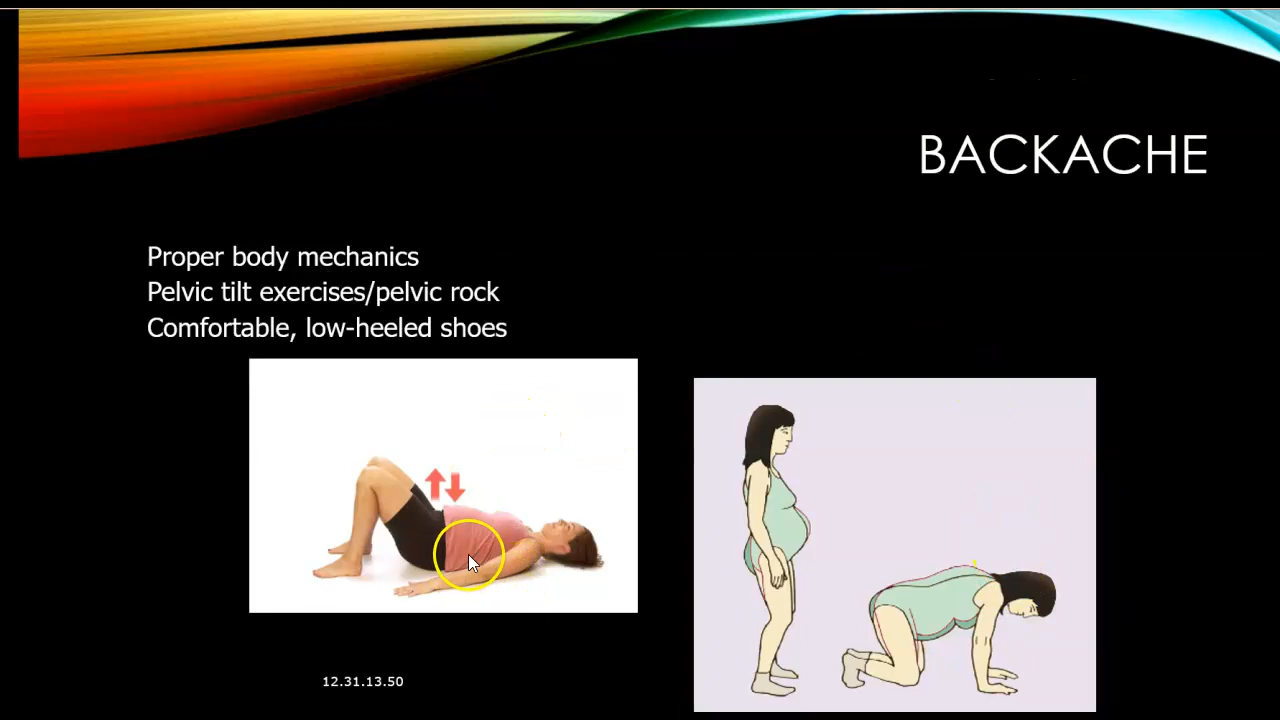 BACKACHE
Proper body mechanics
Pelvic tilt exercises/pelvic rock
Comfortable, low-heeled shoes
12.31.13.50